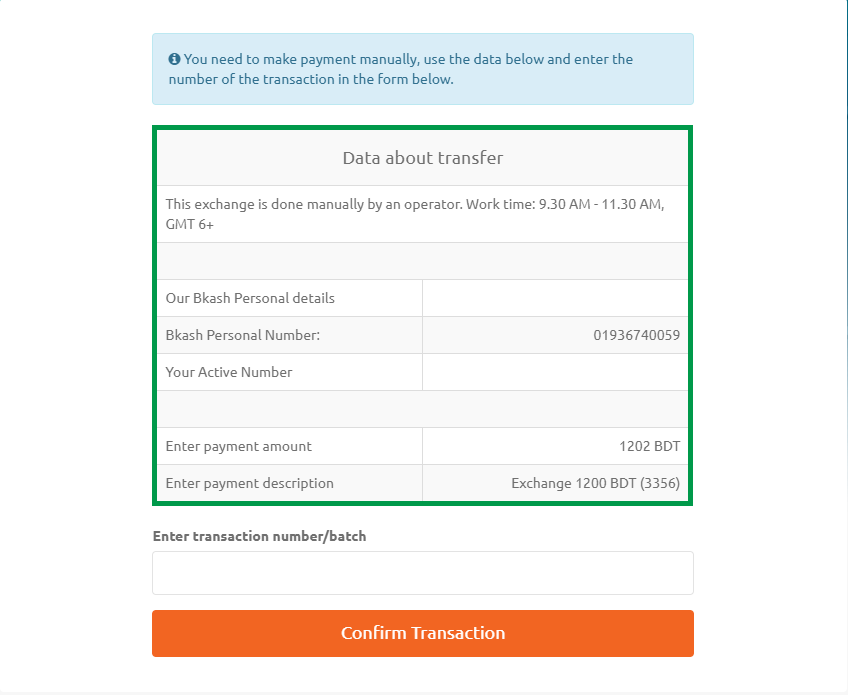 You need to make payment manually, use the data below and enter the
number of the transaction in the form below.
Data about transfer
This exchange is done manually by an operator. Work time: 9.30 AM - 11.30 AM,
GMT 6+
Our Bkash Personal details
Bkash Personal Number: 01936740059
Your Active Number
Enter payment amount 1202 BDT
Enter payment description Exchange 1200 BDT (3356)
Enter transaction number/batch
Confirm Transaction